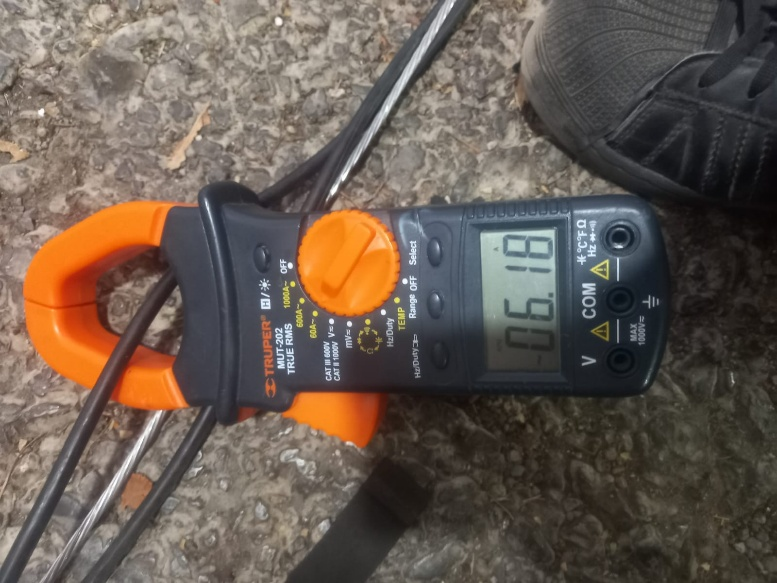 TRUPER®
MUT-202
TRUE RMS
H/☀
OFF
1000A~
600A~
60A~
V≂
mV≂
Hz/Duty
TEMP
OFF
CAT III 600V
CAT II 1000V
Select
Range
Hz/Duty
06.18
°C°F Ω
Hz
COM
V
MAX
1000V≂